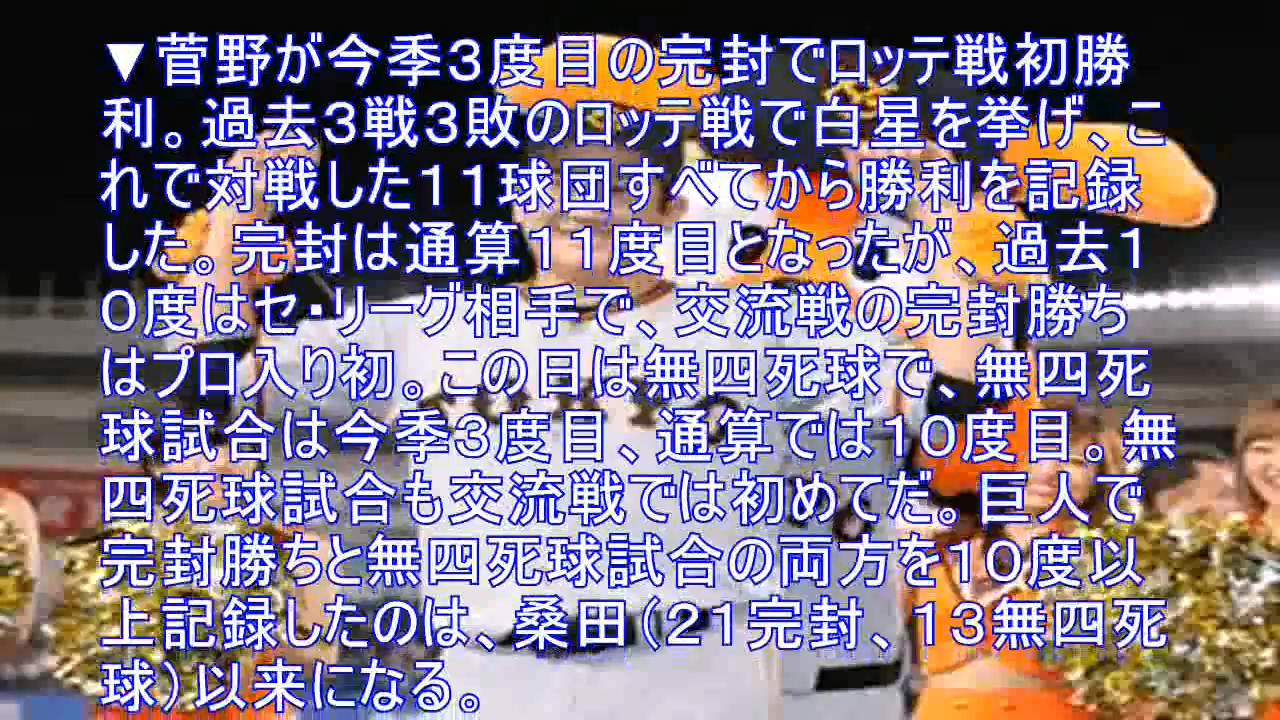 ▼菅野が今季３度目の完封でロッテ戦初勝
利。過去３戦３敗のロッテ戦で白星を挙げ、こ
れで対戦した１１球団すべてから勝利を記録
した。完封は通算１１度目となったが、過去１
０度はセ・リーグ相手で、交流戦の完封勝ち
はプロ入り初。この日は無四死球で、無四死
球試合は今季３度目、通算では１０度目。無
四死球試合も交流戦では初めてだ。巨人で
完封勝ちと無四死球試合の両方を１０度以
上記録したのは、桑田（２１完封、１３無四死
球）以来になる。